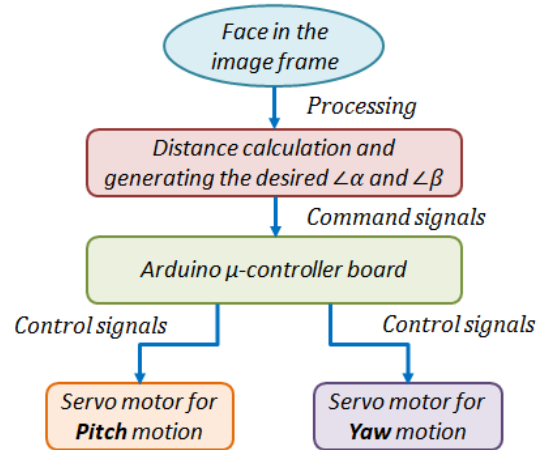 Face in the
image frame
Processing
Distance calculation and
generating the desired ∠α and ∠β
Command signals
Arduino μ-controller board
Control signals
Control signals
Servo motor for
Pitch motion
Servo motor for
Yaw motion